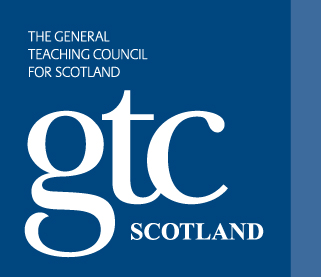 THE GENERAL
TEACHING COUNCIL
FOR SCOTLAND
gtc
SCOTLAND